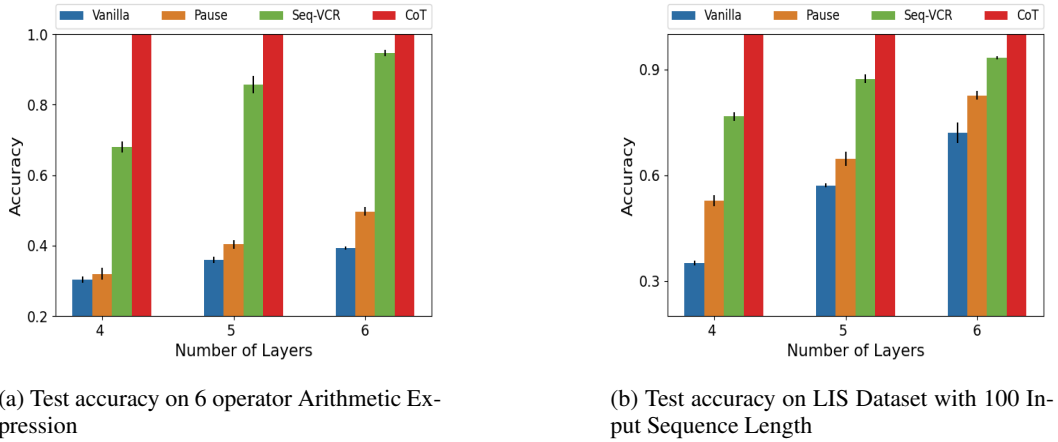 Vanilla Pause Seq-VCR CoT
1.0
0.8
0.6
0.4
0.2
Accuracy
4 5 6
Number of Layers
(a) Test accuracy on 6 operator Arithmetic Ex-
pression
Vanilla Pause Seq-VCR CoT
0.9
0.6
0.3
Accuracy
4 5 6
Number of Layers
(b) Test accuracy on LIS Dataset with 100 In-
put Sequence Length